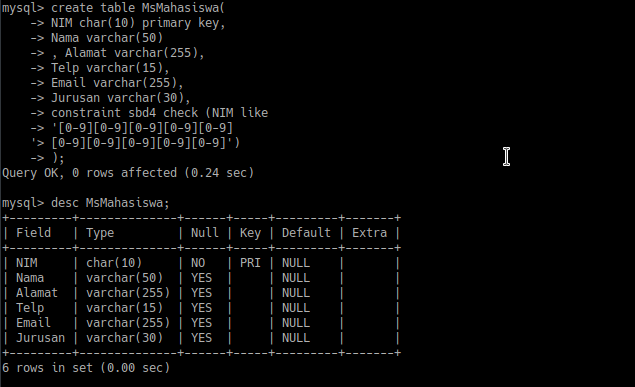 mysql> create table MsMahasiswa(
    -> NIM char(10) primary key,
    -> Nama varchar(50)
    -> , Alamat varchar(255),
    -> Telp varchar(15),
    -> Email varchar(255),
    -> Jurusan varchar(30),
    -> constraint sbd4 check (NIM like
    -> '[0-9][0-9][0-9][0-9][0-9]
    '> [0-9][0-9][0-9][0-9][0-9]')
    -> );
Query OK, 0 rows affected (0.24 sec)

mysql> desc MsMahasiswa;
+---------+--------------+------+-----+---------+-------+
| Field   | Type         | Null | Key | Default | Extra |
+---------+--------------+------+-----+---------+-------+
| NIM     | char(10)     | NO   | PRI | NULL    |       |
| Nama    | varchar(50)  | YES  |     | NULL    |       |
| Alamat  | varchar(255) | YES  |     | NULL    |       |
| Telp    | varchar(15)  | YES  |     | NULL    |       |
| Email   | varchar(255) | YES  |     | NULL    |       |
| Jurusan | varchar(30)  | YES  |     | NULL    |       |
+---------+--------------+------+-----+---------+-------+
6 rows in set (0.00 sec)